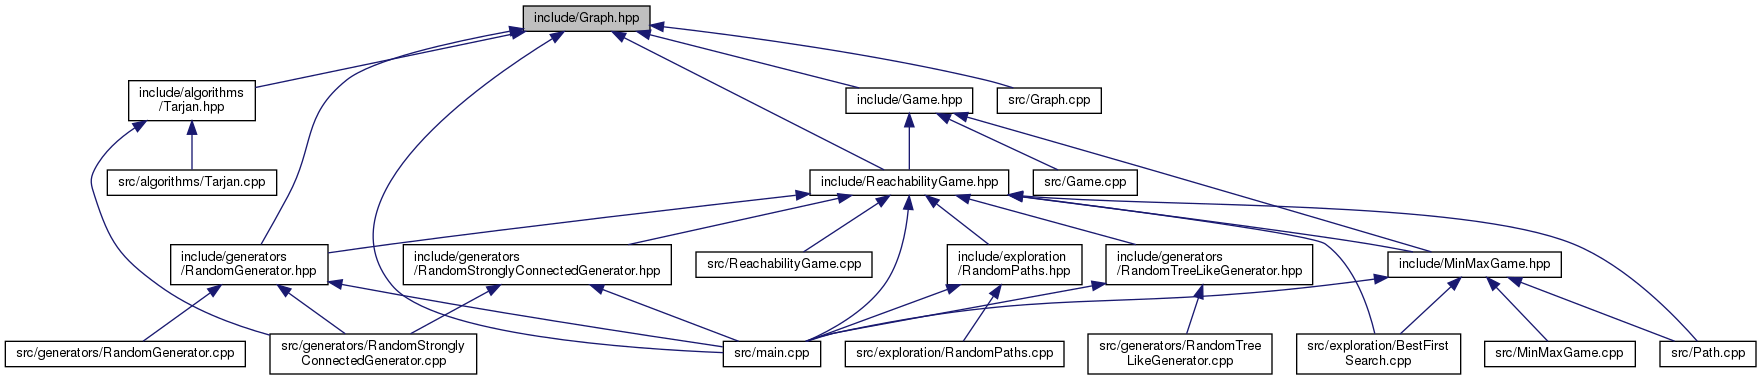 include/Graph.hpp
include/algorithms
/Tarjan.hpp
include/Game.hpp
src/Graph.cpp
src/algorithms/Tarjan.cpp
include/ReachabilityGame.hpp
src/Game.cpp
include/generators
/RandomGenerator.hpp
include/generators
/RandomStronglyConnectedGenerator.hpp
src/ReachabilityGame.cpp
include/exploration
/RandomPaths.hpp
include/generators
/RandomTreeLikeGenerator.hpp
include/MinMaxGame.hpp
src/generators/RandomGenerator.cpp
src/generators/RandomStrongly
ConnectedGenerator.cpp
src/main.cpp
src/exploration/RandomPaths.cpp
src/generators/RandomTree
LikeGenerator.cpp
src/exploration/BestFirst
Search.cpp
src/MinMaxGame.cpp
src/Path.cpp